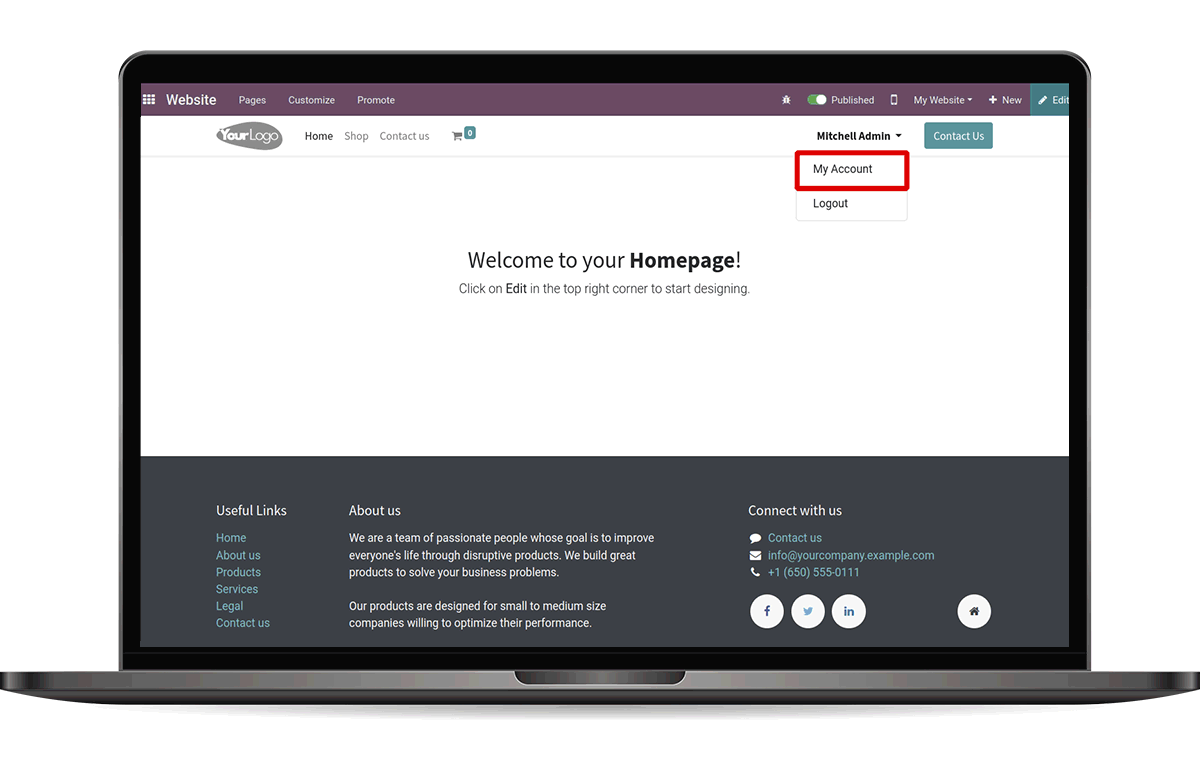 Website Pages Customize Promote Published My Website New Edit
YourLogo Home Shop Contact us 0 Mitchell Admin Contact Us
My Account
Logout
Welcome to your Homepage!
Click on Edit in the top right corner to start designing.
Useful Links
Home
About us
Products
Services
Legal
Contact us
About us
We are a team of passionate people whose goal is to improve
everyone's life through disruptive products. We build great
products to solve your business problems.
Our products are designed for small to medium size
companies willing to optimize their performance.
Connect with us
Contact us
info@yourcompany.example.com
+1 (650) 555-0111